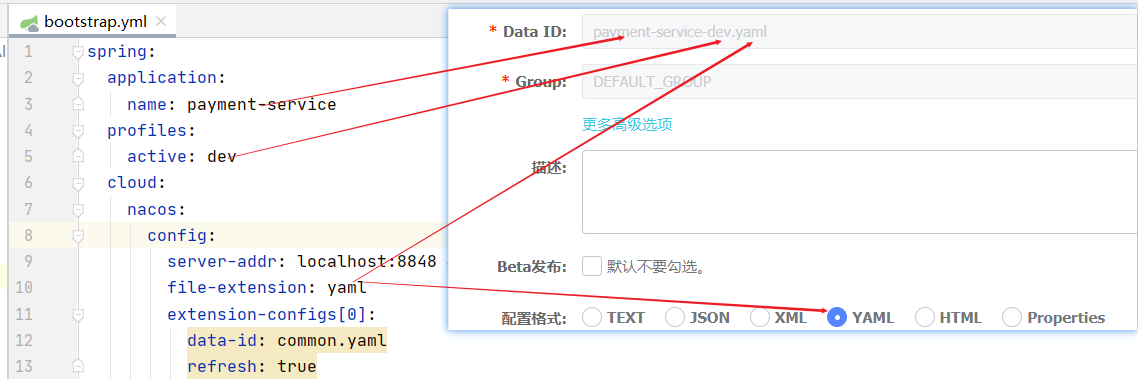 bootstrap.yml
AI
1 spring:
2 application:
3 name: payment-service
4 profiles:
5 active: dev
6 cloud:
7 nacos:
8 config:
9 server-addr: localhost:8848
10 file-extension: yaml
11 extension-configs[0]:
12 data-id: common.yaml
13 refresh: true
* Data ID: payment-service-dev.yaml
* Group: DEFAULT_GROUP
更多高级选项
描述:
Beta发布: 默认不要勾选。
配置格式: TEXT JSON XML YAML HTML Properties